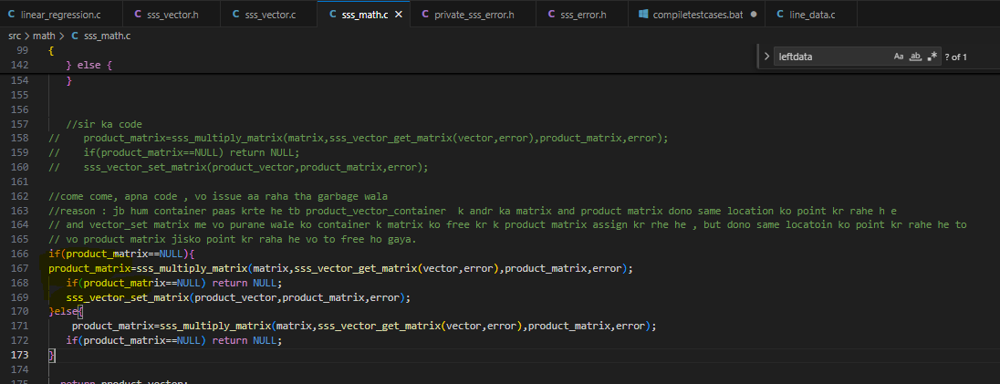 linear_regression.c
sss_vector.h
sss_vector.c
sss_math.c
private_sss_error.h
sss_error.h
compiletestcases.bat
line_data.c
src > math > sss_math.c
leftdata
Aa
ab
? of 1
99 {
142 } else {
154 }
155
156
157 //sir ka code
158 // product_matrix=sss_multiply_matrix(matrix,sss_vector_get_matrix(vector,error),product_matrix,error);
159 // if(product_matrix==NULL) return NULL;
160 // sss_vector_set_matrix(product_vector,product_matrix,error);
161
162 //come come, apna code , vo issue aa raha tha garbage wala
163 //reason : jb hum container paas krte he tb product_vector_container k andr ka matrix and product matrix dono same location ko point kr rahe h e
164 // and vector_set matrix me vo purane wale ko container k matrix ko free kr k product matrix assign kr rhe he , but dono same locatoin ko point kr rahe he to
165 // vo product matrix jisko point kr raha he vo to free ho gaya.
166 if(product_matrix==NULL){
167 product_matrix=sss_multiply_matrix(matrix,sss_vector_get_matrix(vector,error),product_matrix,error);
168 if(product_matrix==NULL) return NULL;
169 sss_vector_set_matrix(product_vector,product_matrix,error);
170 }else{
171 product_matrix=sss_multiply_matrix(matrix,sss_vector_get_matrix(vector,error),product_matrix,error);
172 if(product_matrix==NULL) return NULL;
173 }
174
175 return product_vector;